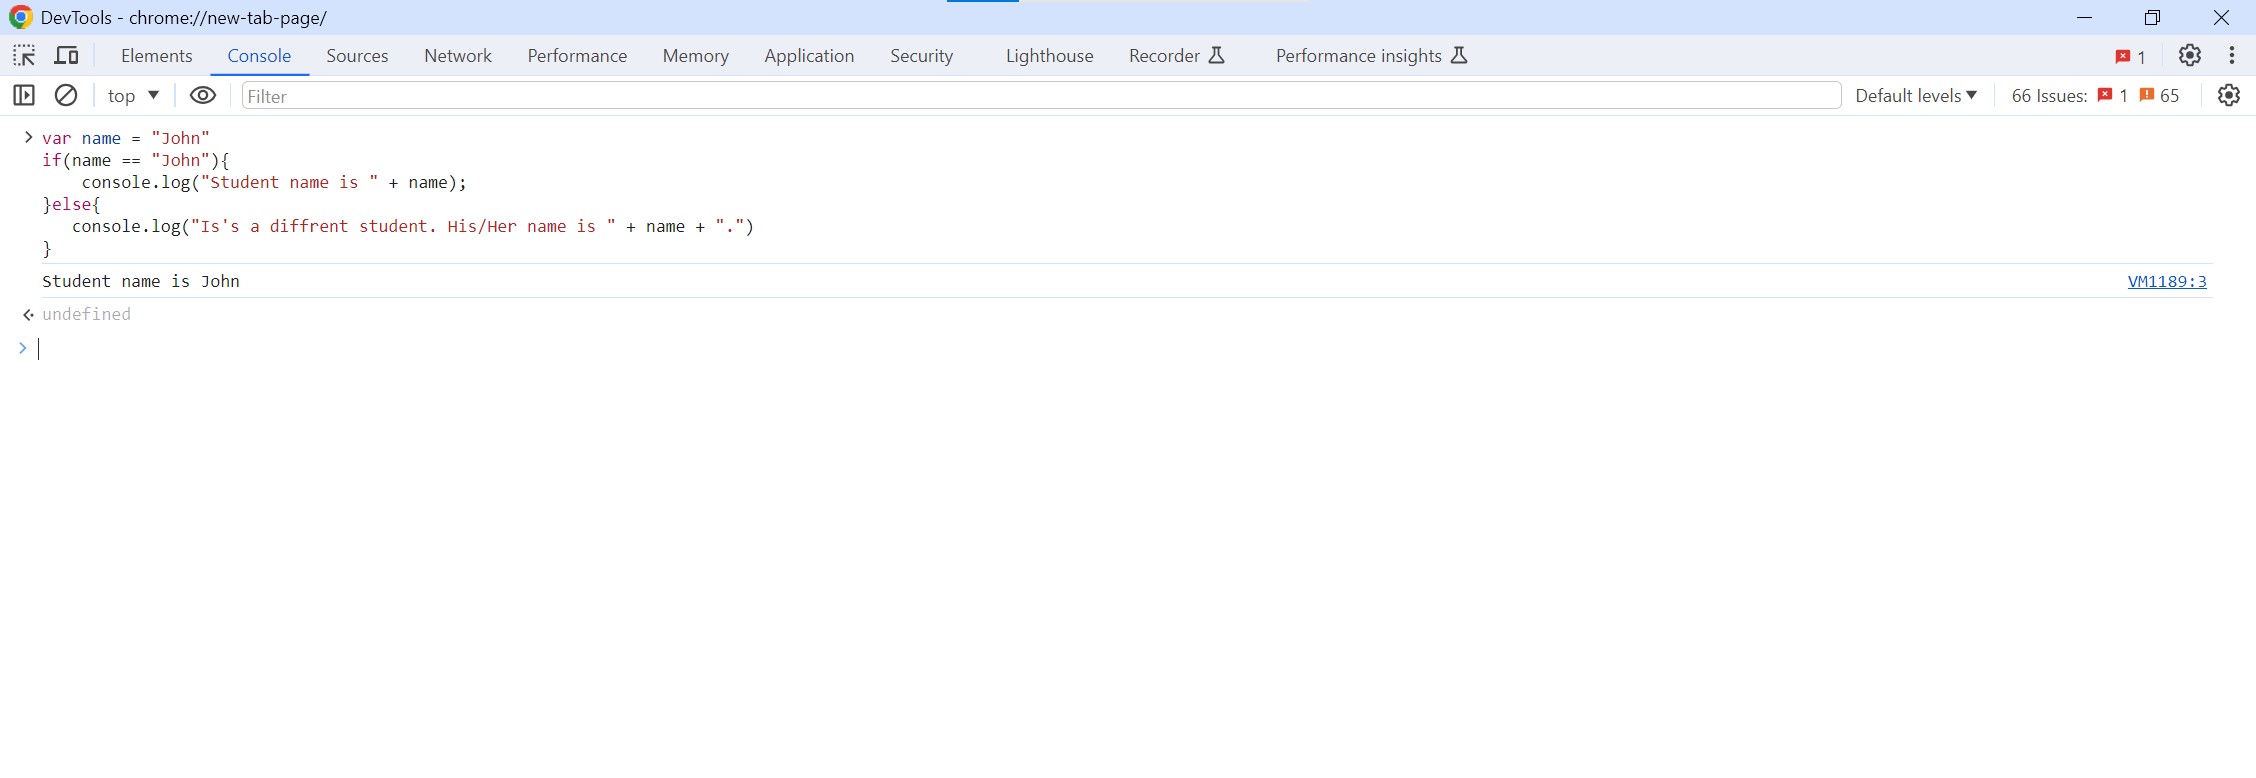 DevTools - chrome://new-tab-page/
Elements Console Sources Network Performance Memory Application Security Lighthouse Recorder Performance insights 1
top Filter Default levels 66 Issues: 1 65
var name = "John"
if(name == "John"){
    console.log("Student name is " + name);
}else{
   console.log("Is's a diffrent student. His/Her name is " + name + ".")
}
Student name is John VM1189:3
undefined